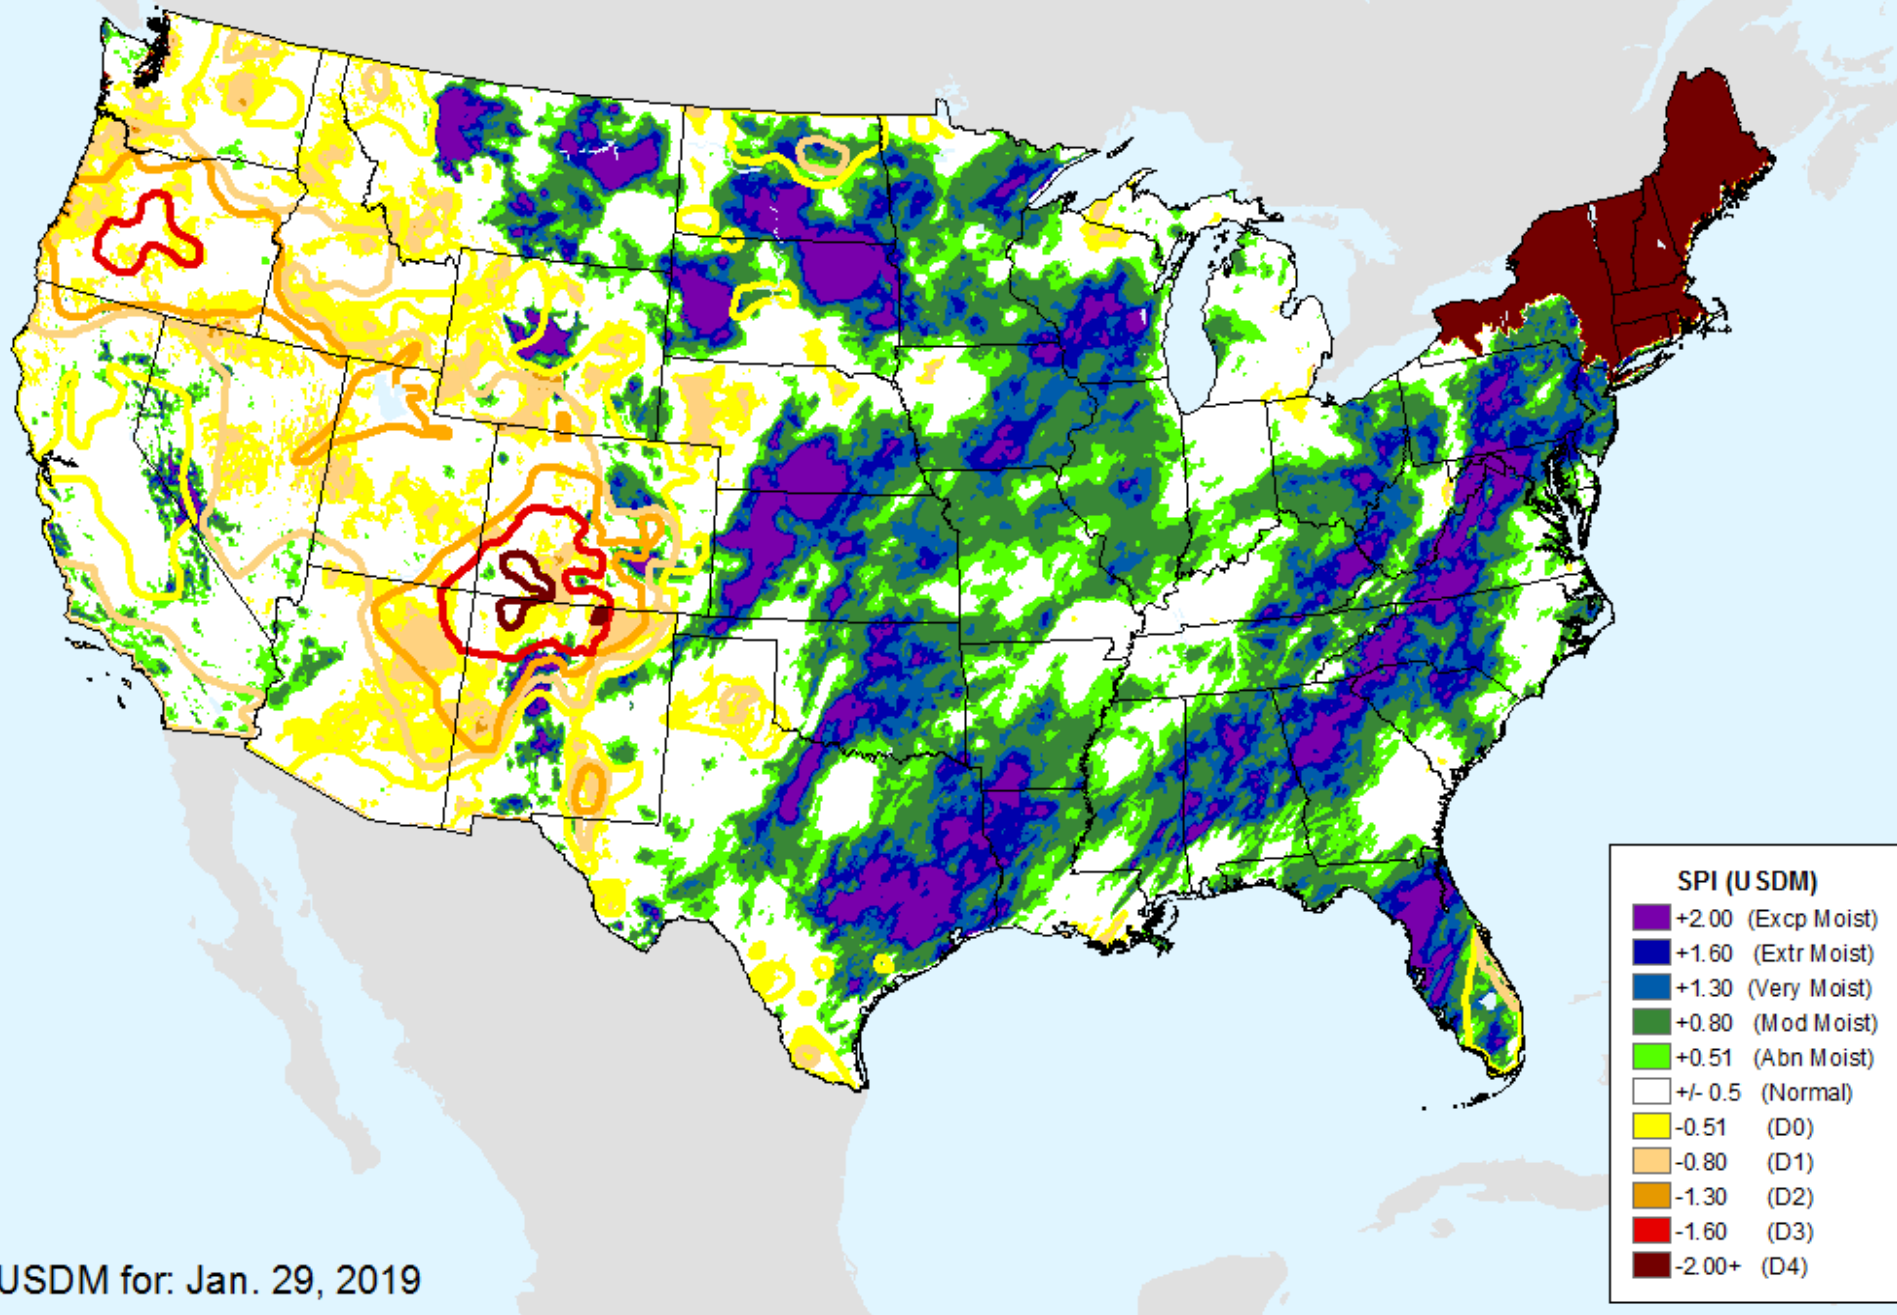 SPI (USDM)
+2.00 (Excp Moist)
+1.60 (Extr Moist)
+1.30 (Very Moist)
+0.80 (Mod Moist)
+0.51 (Abn Moist)
+/- 0.5 (Normal)
-0.51 (D0)
-0.80 (D1)
-1.30 (D2)
-1.60 (D3)
-2.00+ (D4)
USDM for: Jan. 29, 2019